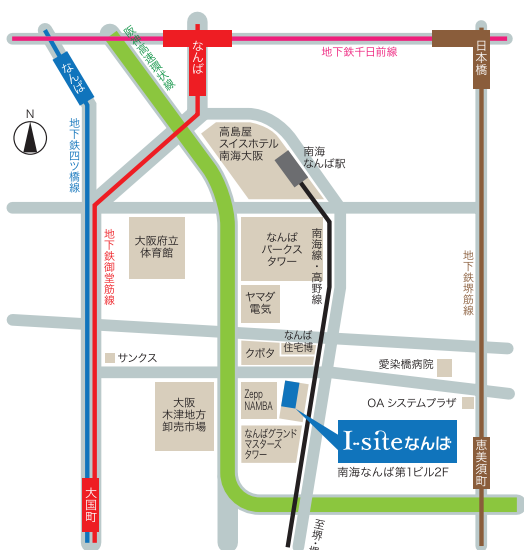 阪神高速環状線
なんば
地下鉄千日前線
日本橋
なんば
N
地下鉄四ツ橋線
高島屋
スイスホテル
南海大阪
南海
なんば駅
地下鉄御堂筋線
大阪府立
体育館
なんば
パークス
タワー
南海線・高野線
地下鉄堺筋線
ヤマダ
電気
なんば
住宅博
クボタ
サンクス
愛染橋病院
大阪
木津地方
卸売市場
Zepp
NAMBA
OA システムプラザ
なんばグランド
マスターズ
タワー
I-siteなんば
南海なんば第1ビル2F
恵美須町
大国町
至堺・